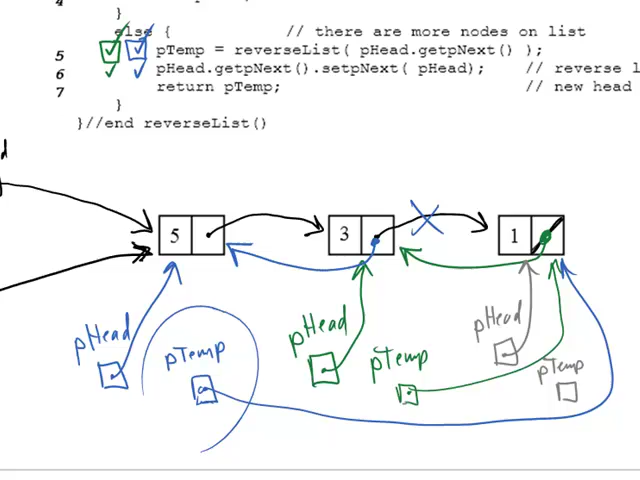 4
}
else { // there are more nodes on list
5 pTemp = reverseList( pHead.getpNext() );
6 pHead.getpNext().setpNext( pHead); // reverse l
7 return pTemp; // new head
}
}//end reverseList()
d
5 3 1
pHead pTemp pHead pTemp pHead pTemp